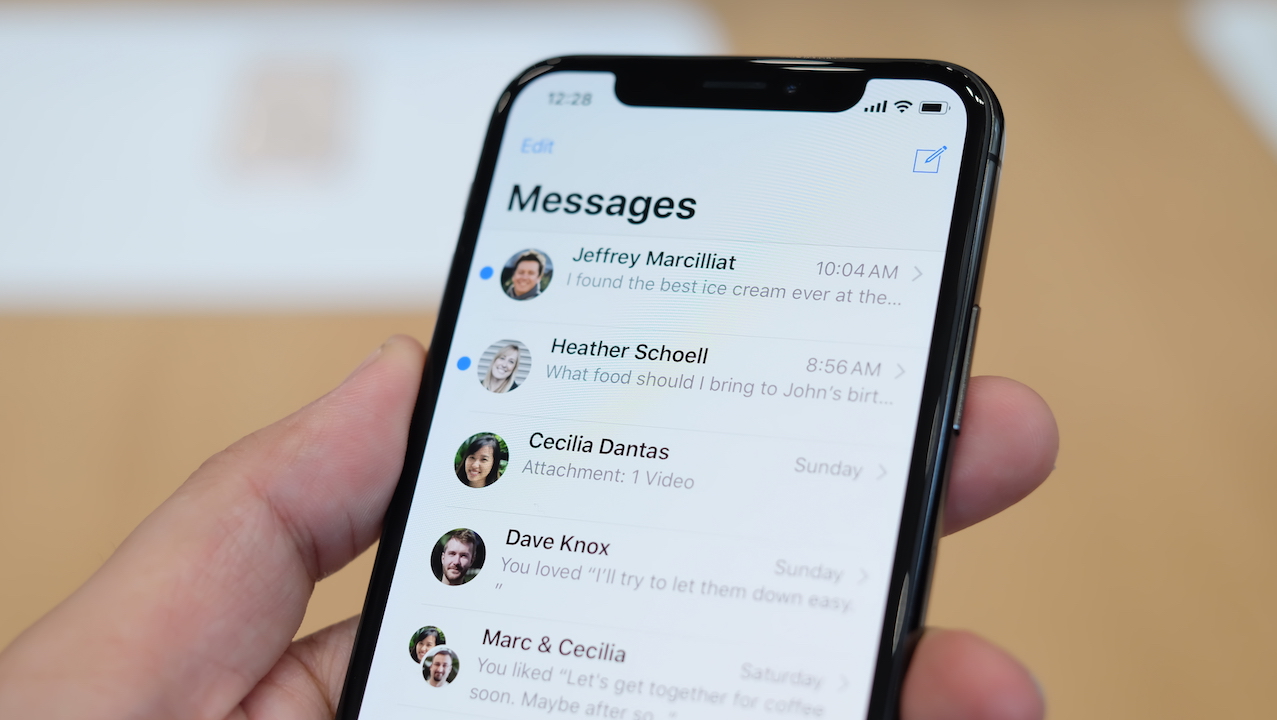 12:28
Edit
Messages
Jeffrey Marcilliat 10:04 AM
I found the best ice cream ever at the...
Heather Schoell 8:56 AM
What food should I bring to John's birt...
Cecilia Dantas Sunday
Attachment: 1 Video
Dave Knox Sunday
You loved “I'll try to let them down easy.
”
Marc & Cecilia Saturday
You liked “Let's get together for coffee
soon. Maybe after so...”